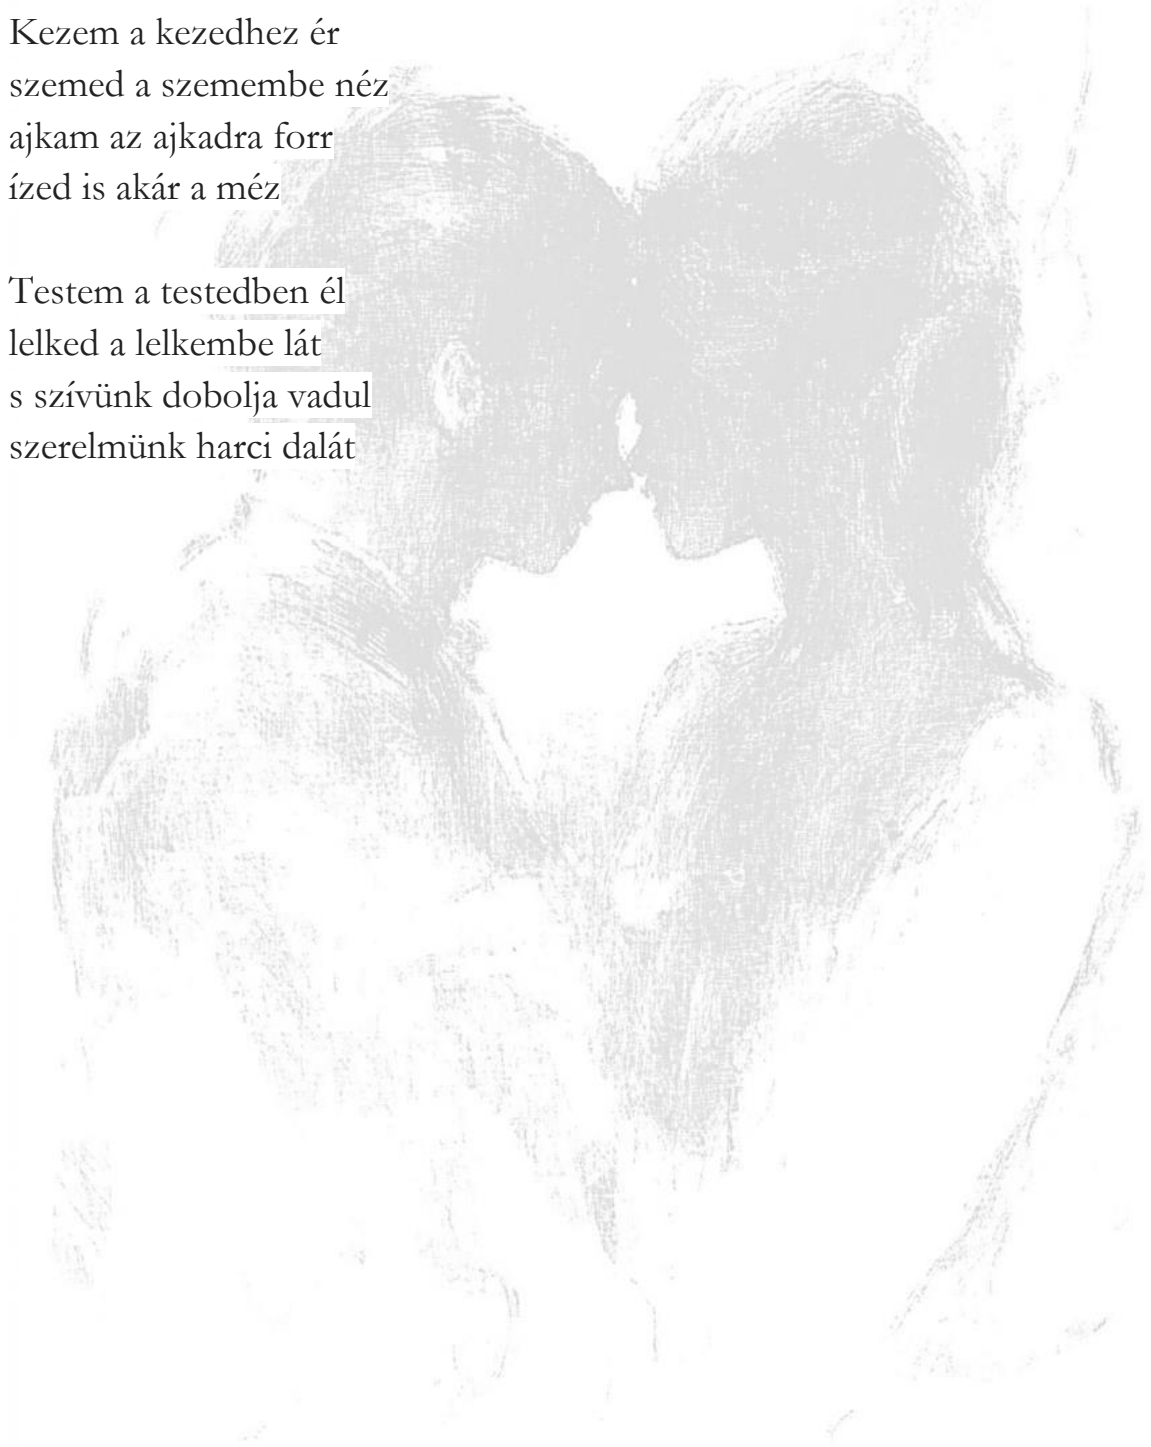 Kezem a kezedhez ér
szemed a szemembe néz
ajkam az ajkadra forr
ízed is akár a méz

Testem a testedben él
lelked a lelkembe lát
s szívünk dobolja vadul
szerelmünk harci dalát